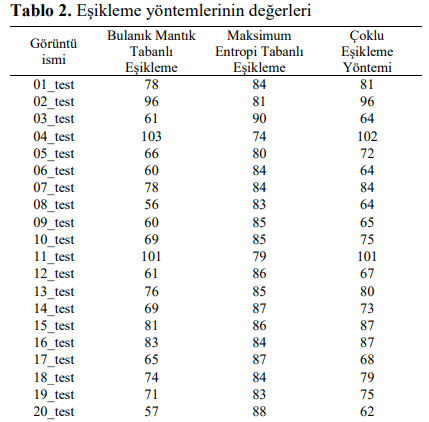 Tablo 2. Eşikleme yöntemlerinin değerleri
Görüntü ismi Bulanık Mantık Tabanlı Eşikleme Maksimum Entropi Tabanlı Eşikleme Çoklu Eşikleme Yöntemi
01_test 78 84 81
02_test 96 81 96
03_test 61 90 64
04_test 103 74 102
05_test 66 80 72
06_test 60 84 64
07_test 78 84 84
08_test 56 83 64
09_test 60 85 65
10_test 69 85 75
11_test 101 79 101
12_test 61 86 67
13_test 76 85 80
14_test 69 87 73
15_test 81 86 87
16_test 83 84 87
17_test 65 87 68
18_test 74 84 79
19_test 71 83 75
20_test 57 88 62